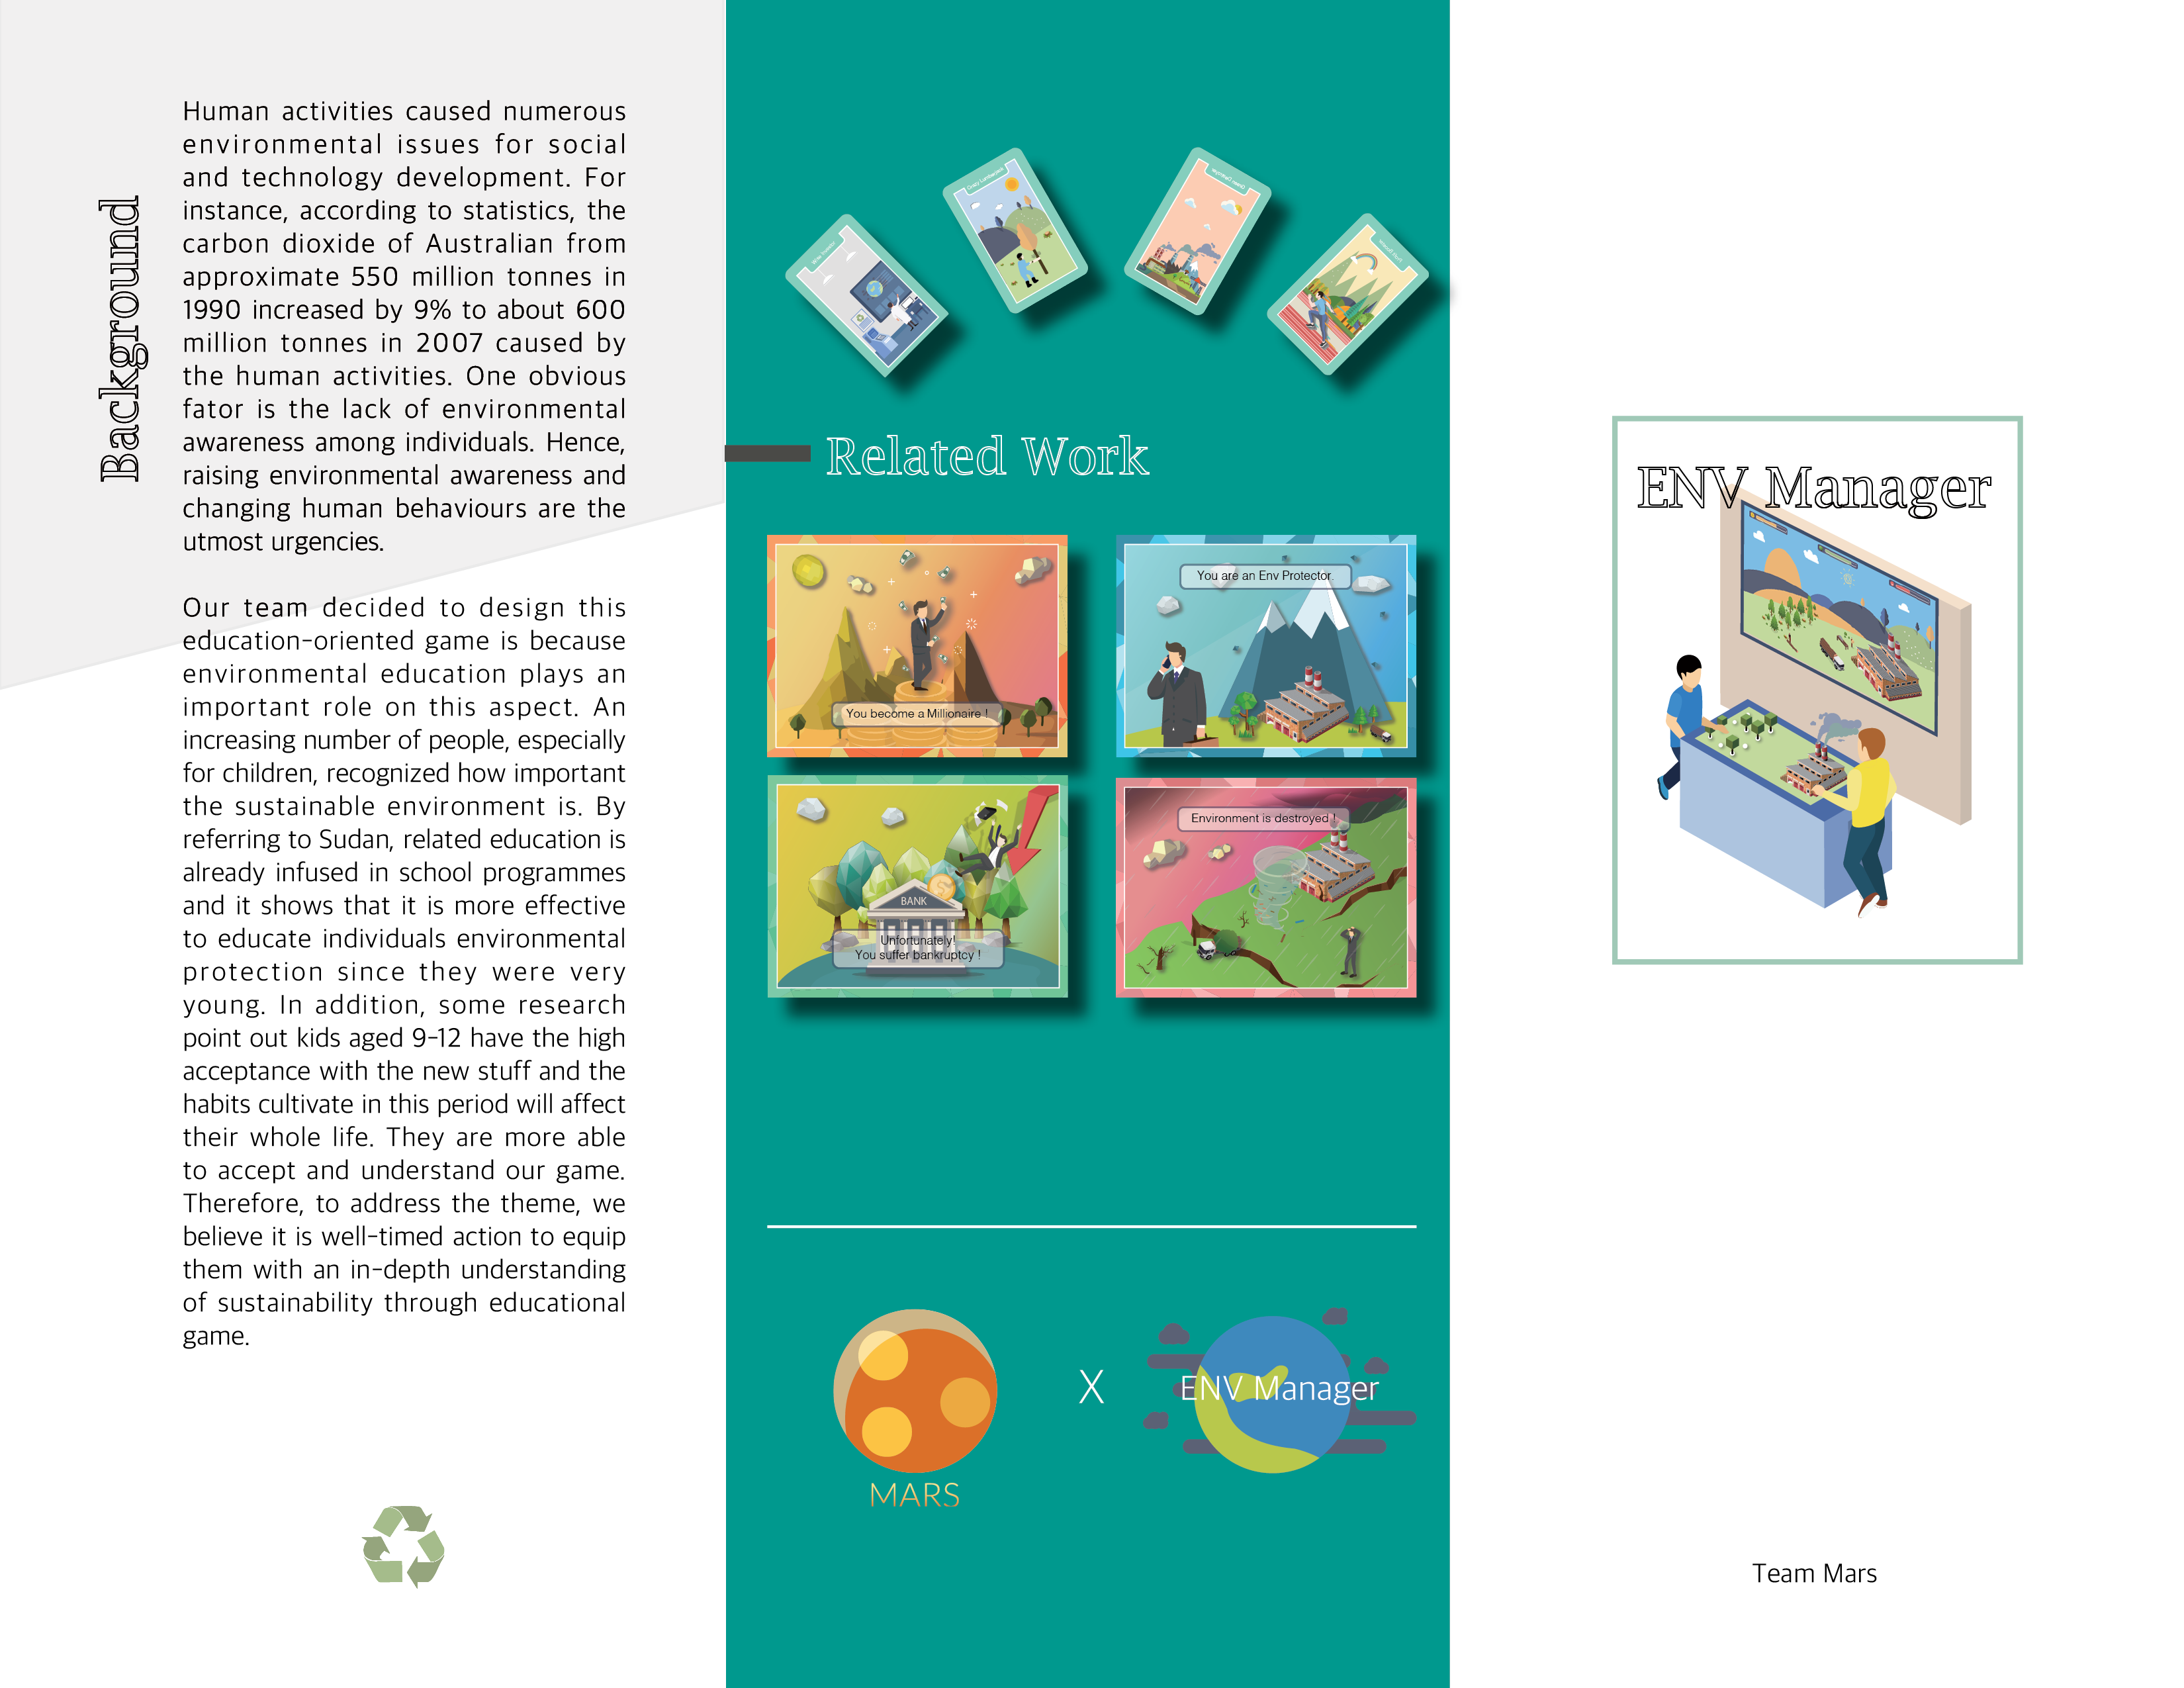 Background
Human activities caused numerous
environmental issues for social
and technology development. For
instance, according to statistics, the
carbon dioxide of Australian from
approximate 550 million tonnes in
1990 increased by 9% to about 600
million tonnes in 2007 caused by
the human activities. One obvious
fator is the lack of environmental
awareness among individuals. Hence,
raising environmental awareness and
changing human behaviours are the
utmost urgencies.
Our team decided to design this
education-oriented game is because
environmental education plays an
important role on this aspect. An
increasing number of people, especially
for children, recognized how important
the sustainable environment is. By
referring to Sudan, related education is
already infused in school programmes
and it shows that it is more effective
to educate individuals environmental
protection since they were very
young. In addition, some research
point out kids aged 9-12 have the high
acceptance with the new stuff and the
habits cultivate in this period will affect
their whole life. They are more able
to accept and understand our game.
Therefore, to address the theme, we
believe it is well-timed action to equip
them with an in-depth understanding
of sustainability through educational
game.
Crazy Lumberjack
Related Work
You become a Millionaire !
You are an Env Protector.
BANK
Unfortunately!
You suffer bankruptcy !
Environment is destroyed !
MARS
X
ENV Manager
ENV Manager
Team Mars